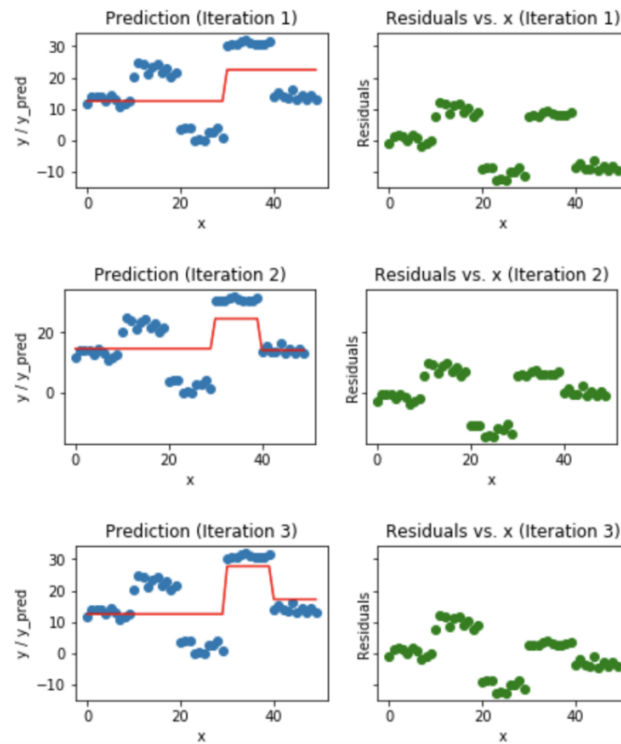 Prediction (Iteration 1)
y / y_pred
30
20
10
0
−10
0
20
40
x
Residuals vs. x (Iteration 1)
Residuals
0
20
40
x
Prediction (Iteration 2)
y / y_pred
20
0
0
20
40
x
Residuals vs. x (Iteration 2)
Residuals
0
20
40
x
Prediction (Iteration 3)
y / y_pred
30
20
10
0
−10
0
20
40
x
Residuals vs. x (Iteration 3)
Residuals
0
20
40
x